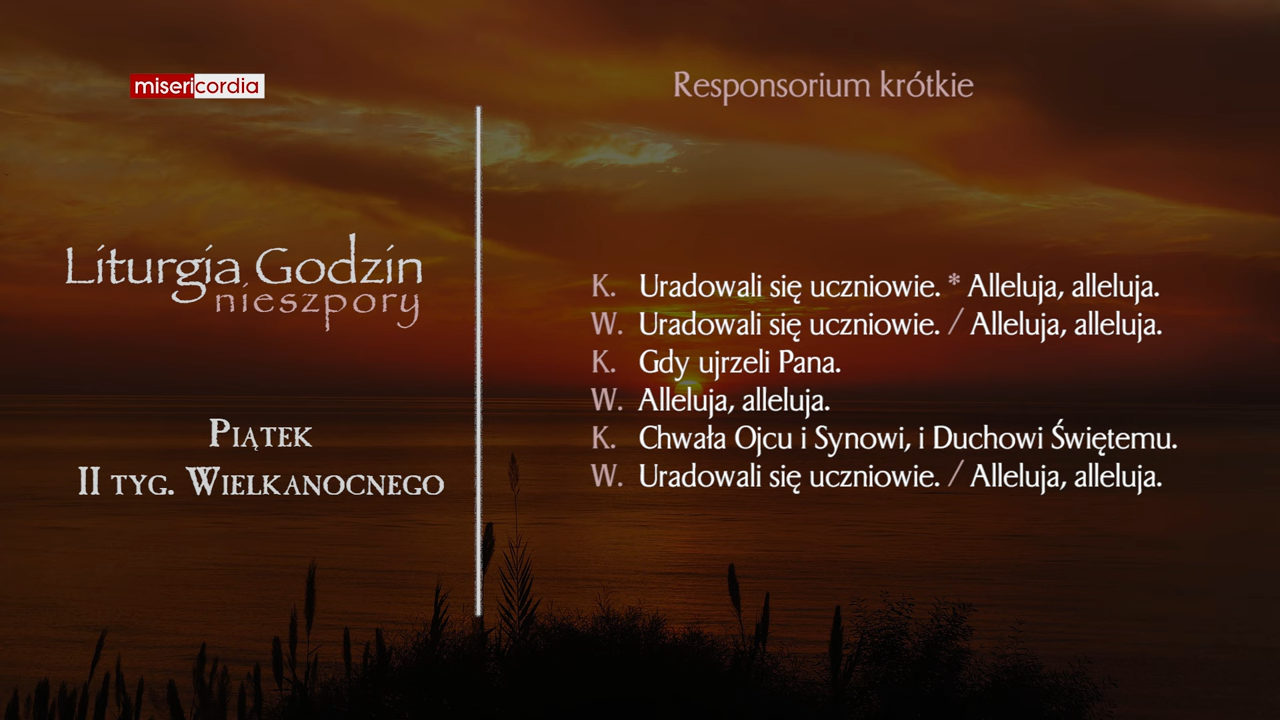 misericordia
Liturgia Godzin
nieszpory
Piątek
II tyg. Wielkanocnego
Responsorium krótkie
K. Uradowali się uczniowie. * Alleluja, alleluja.
W. Uradowali się uczniowie. / Alleluja, alleluja.
K. Gdy ujrzeli Pana.
W. Alleluja, alleluja.
K. Chwała Ojcu i Synowi, i Duchowi Świętemu.
W. Uradowali się uczniowie. / Alleluja, alleluja.